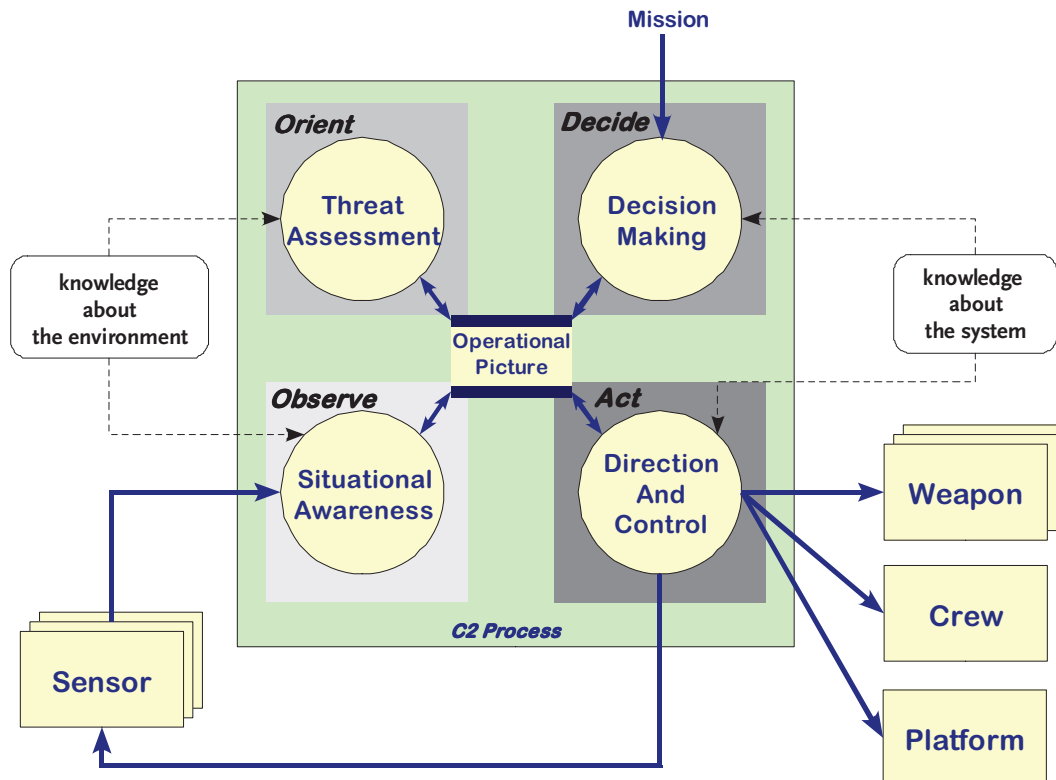 Mission
Orient
Decide
Threat
Assessment
Decision
Making
knowledge
about
the environment
knowledge
about
the system
Operational
Picture
Observe
Act
Situational
Awareness
Direction
And
Control
Weapon
Crew
C2 Process
Sensor
Platform